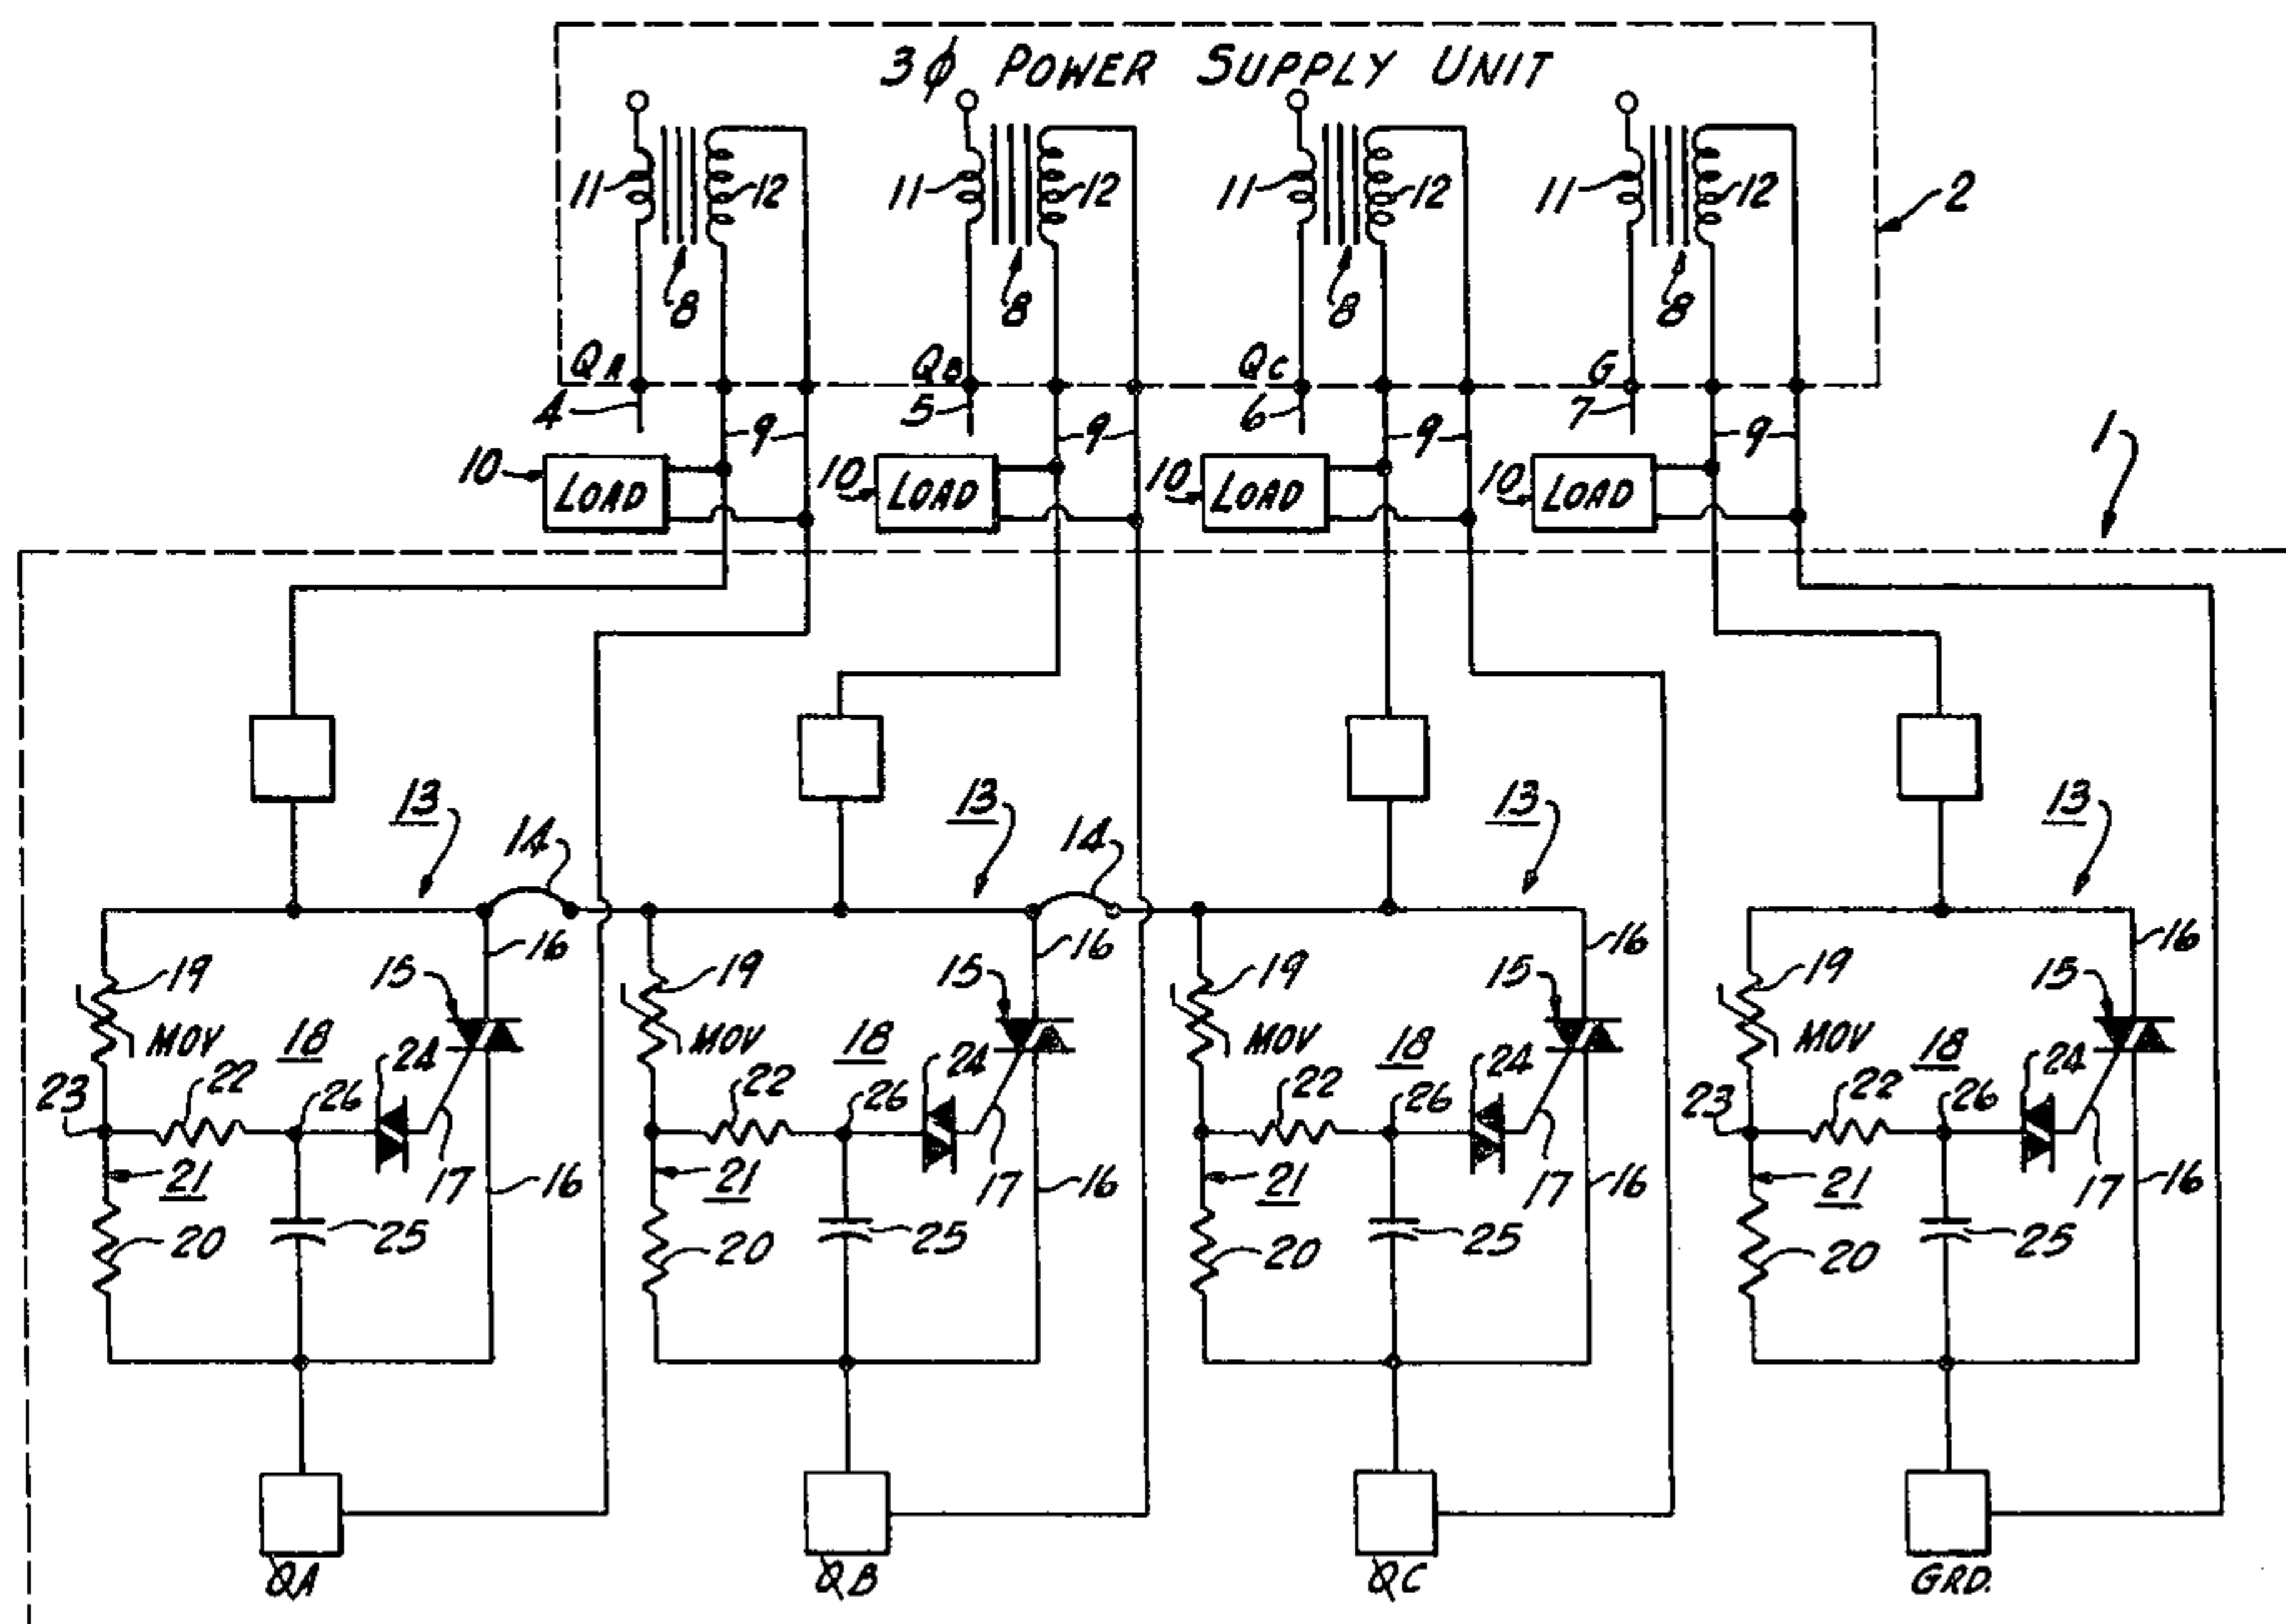 3ϕ POWER SUPPLY UNIT
11 12 11 12 11 12 11 12 2
8 8 8 8
QA QB QC G
4 9 5 9 6 9 7 9 1
10 LOAD 10 LOAD 10 LOAD 10 LOAD
13 13 13 13
14 14
16 16 16 16
19 15 19 15 19 15 19 15
MOV 18 24 MOV 18 24 MOV 18 24 MOV 18 24
23 22 26 22 26 22 26 23 22 26
21 17 16 21 17 16 21 17 16 21 17 16
20 25 20 25 20 25 20 25
QA QB QC GRD.